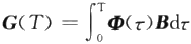 G(T) = ∫₀ᵀ Φ(τ)Bdτ